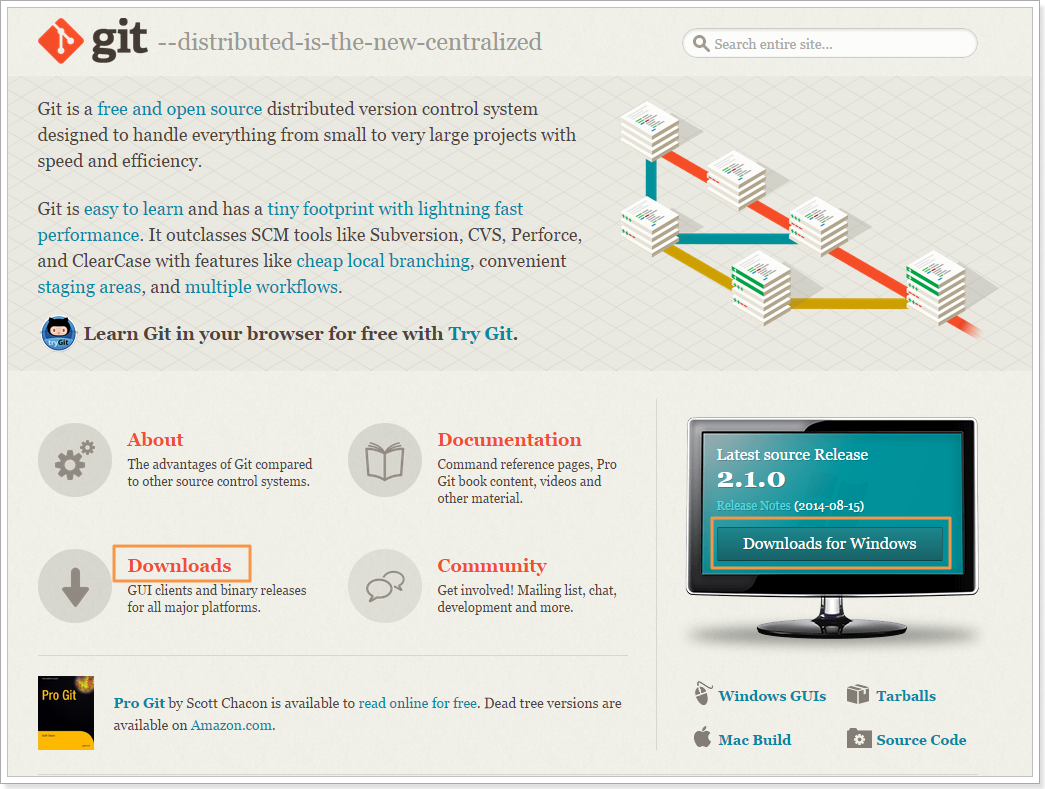 git --distributed-is-the-new-centralized
Search entire site...
Git is a free and open source distributed version control system
designed to handle everything from small to very large projects with
speed and efficiency.
Git is easy to learn and has a tiny footprint with lightning fast
performance. It outclasses SCM tools like Subversion, CVS, Perforce,
and ClearCase with features like cheap local branching, convenient
staging areas, and multiple workflows.
tryGit
Learn Git in your browser for free with Try Git.
About
The advantages of Git compared
to other source control systems.
Documentation
Command reference pages, Pro
Git book content, videos and
other material.
Downloads
GUI clients and binary releases
for all major platforms.
Community
Get involved! Mailing list, chat,
development and more.
Latest source Release
2.1.0
Release Notes (2014-08-15)
Downloads for Windows
Pro Git
Pro Git by Scott Chacon is available to read online for free. Dead tree versions are
available on Amazon.com.
Windows GUIs
Tarballs
Mac Build
Source Code